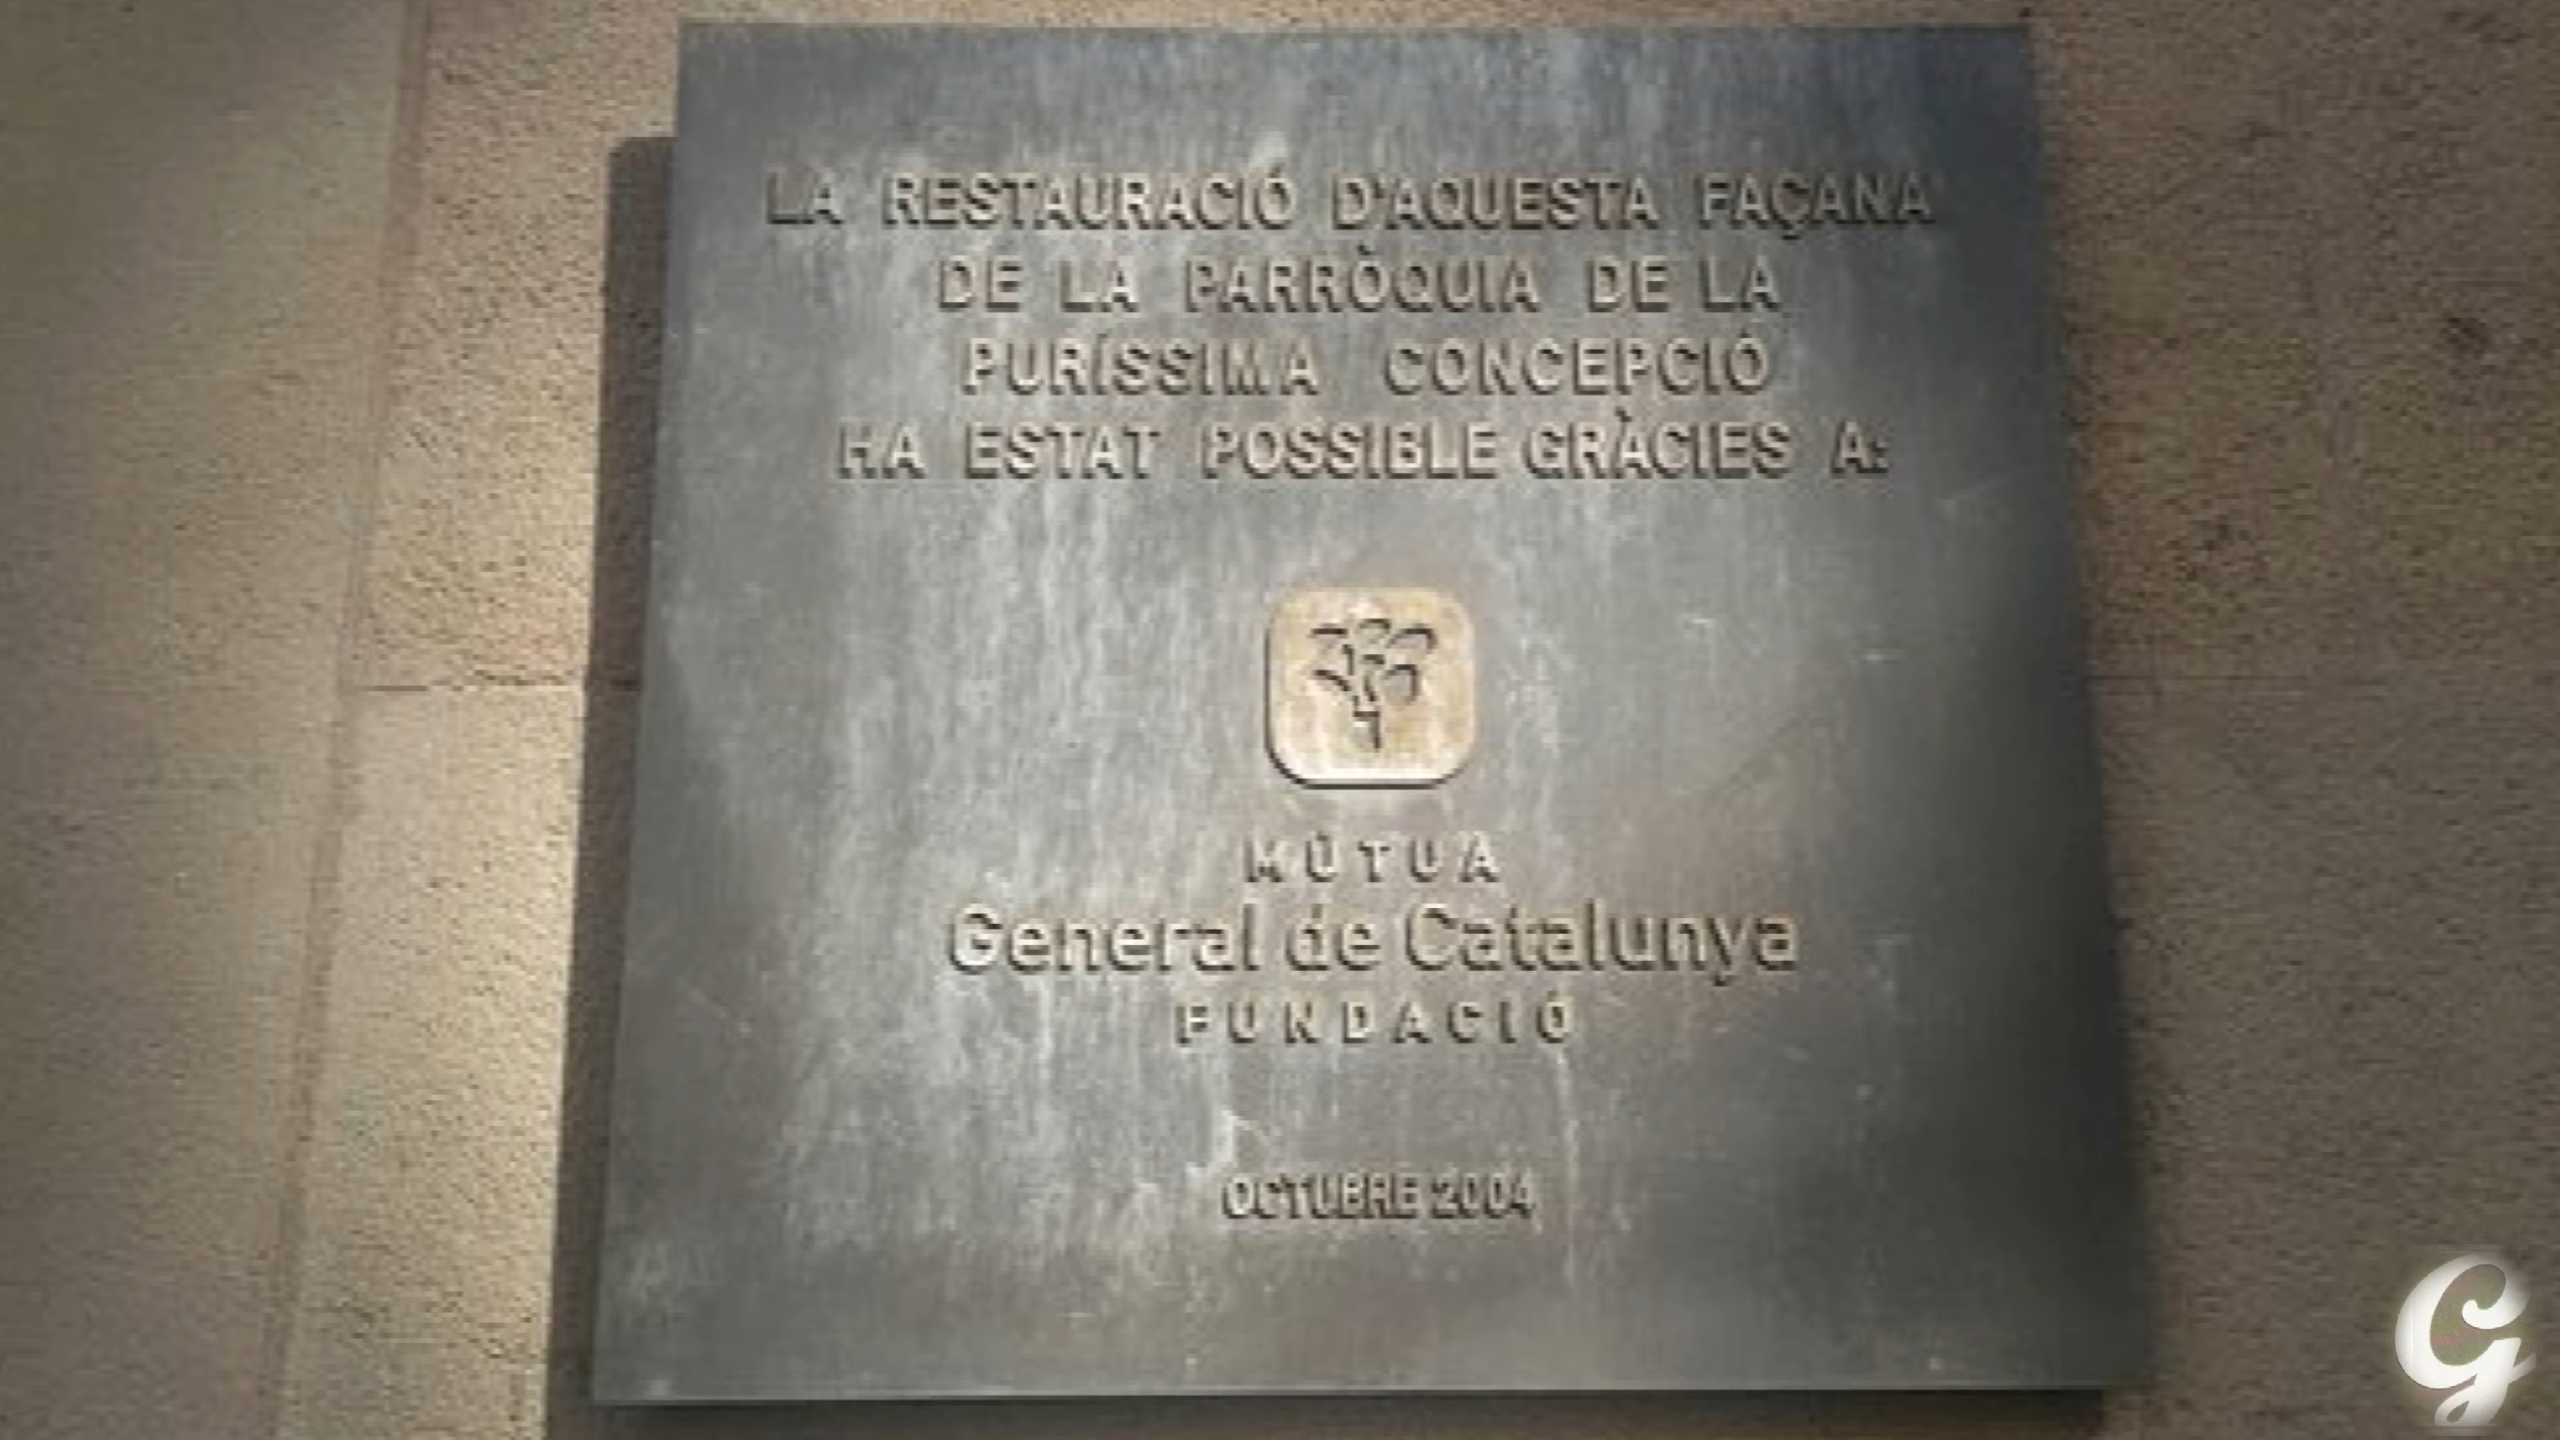 LA RESTAURACIÓ D'AQUESTA FAÇANA
DE LA PARRÒQUIA DE LA
PURÍSSIMA CONCEPCIÓ
HA ESTAT POSSIBLE GRÀCIES A:
MÚTUA
General de Catalunya
FUNDACIÓ
OCTUBRE 2004
G